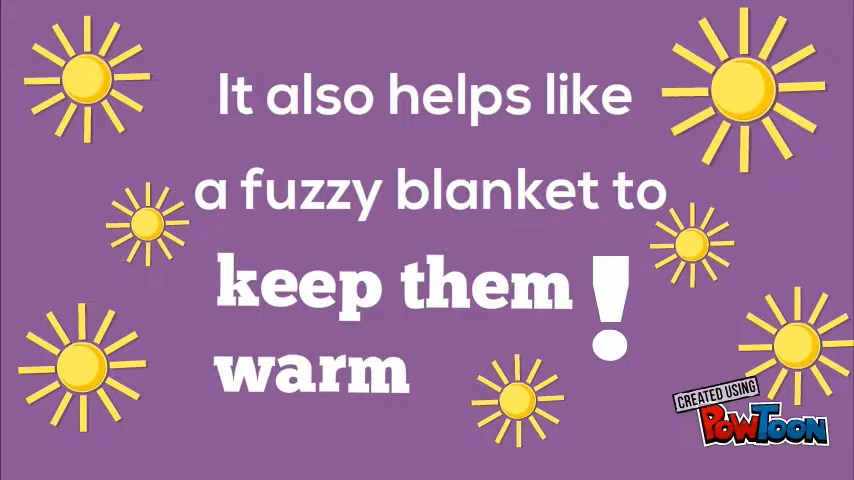 It also helps like
a fuzzy blanket to
keep them!
warm
CREATED USING
POWTOON